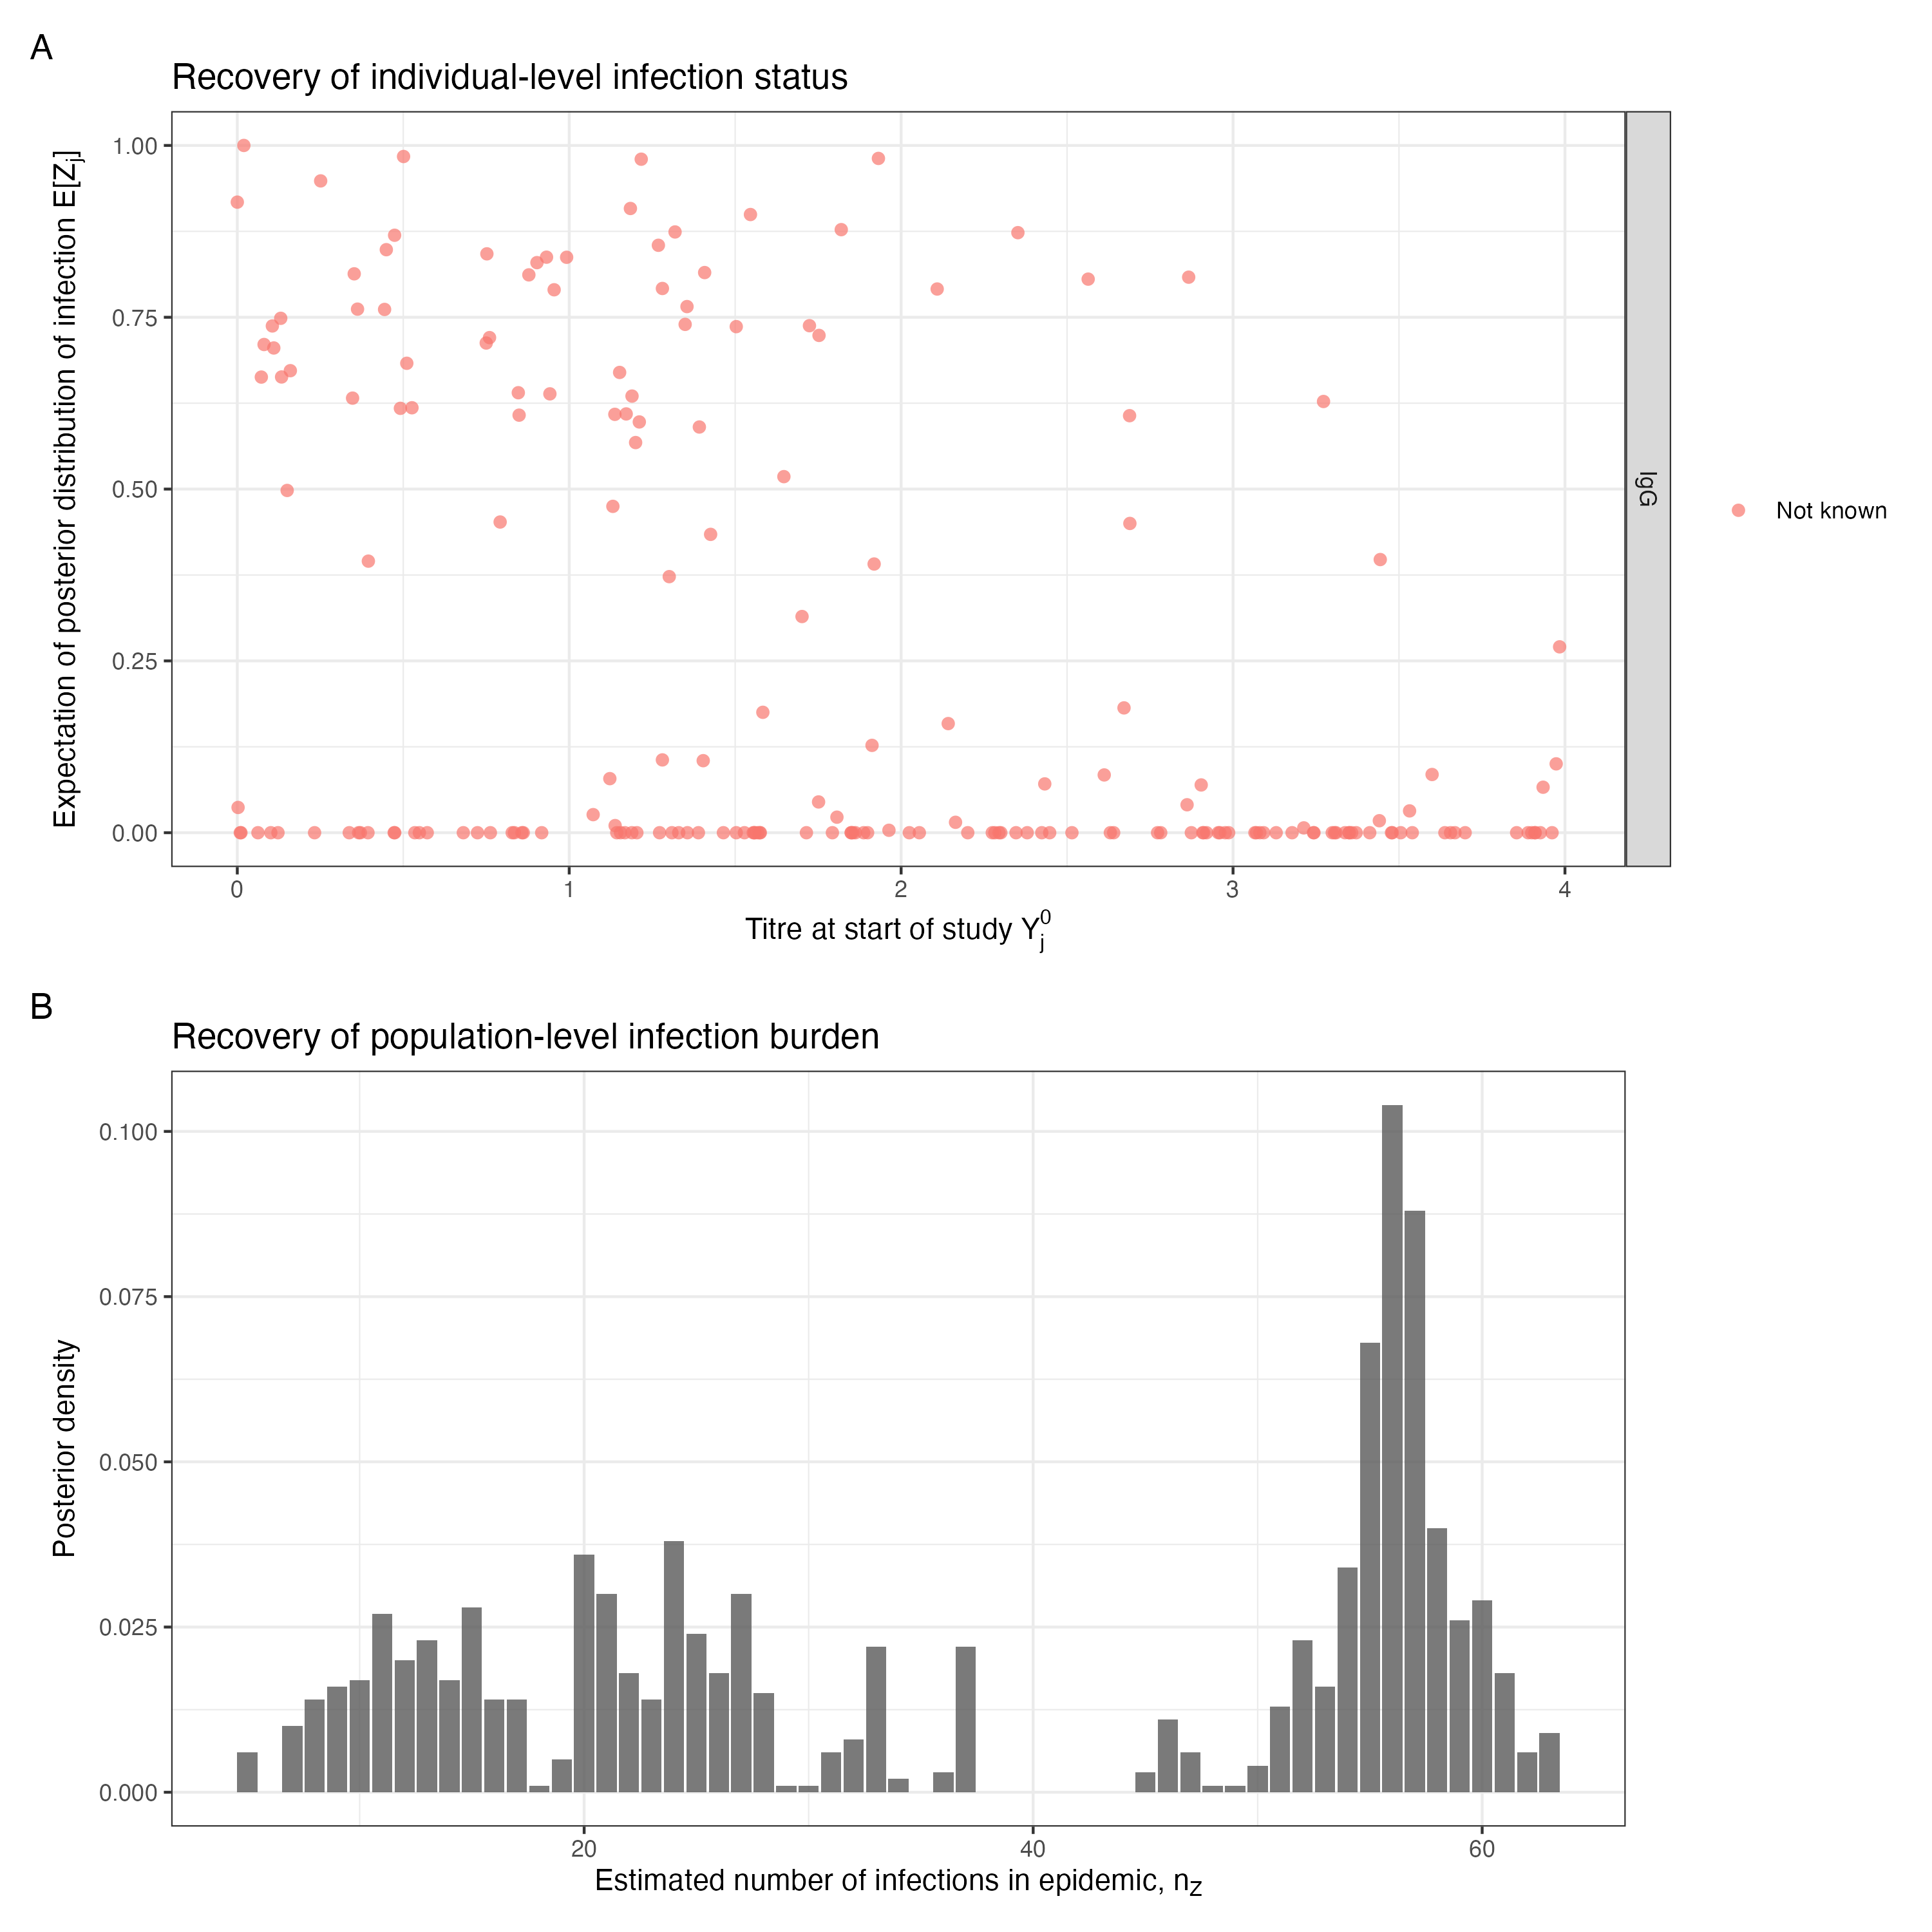 A
Recovery of individual-level infection status
Expectation of posterior distribution of infection E[Zj]
1.00
0.75
0.50
0.25
0.00
IgG
Not known
0 1 2 3 4
Titre at start of study Yj0
B
Recovery of population-level infection burden
Posterior density
0.100
0.075
0.050
0.025
0.000
20 40 60
Estimated number of infections in epidemic, nZ